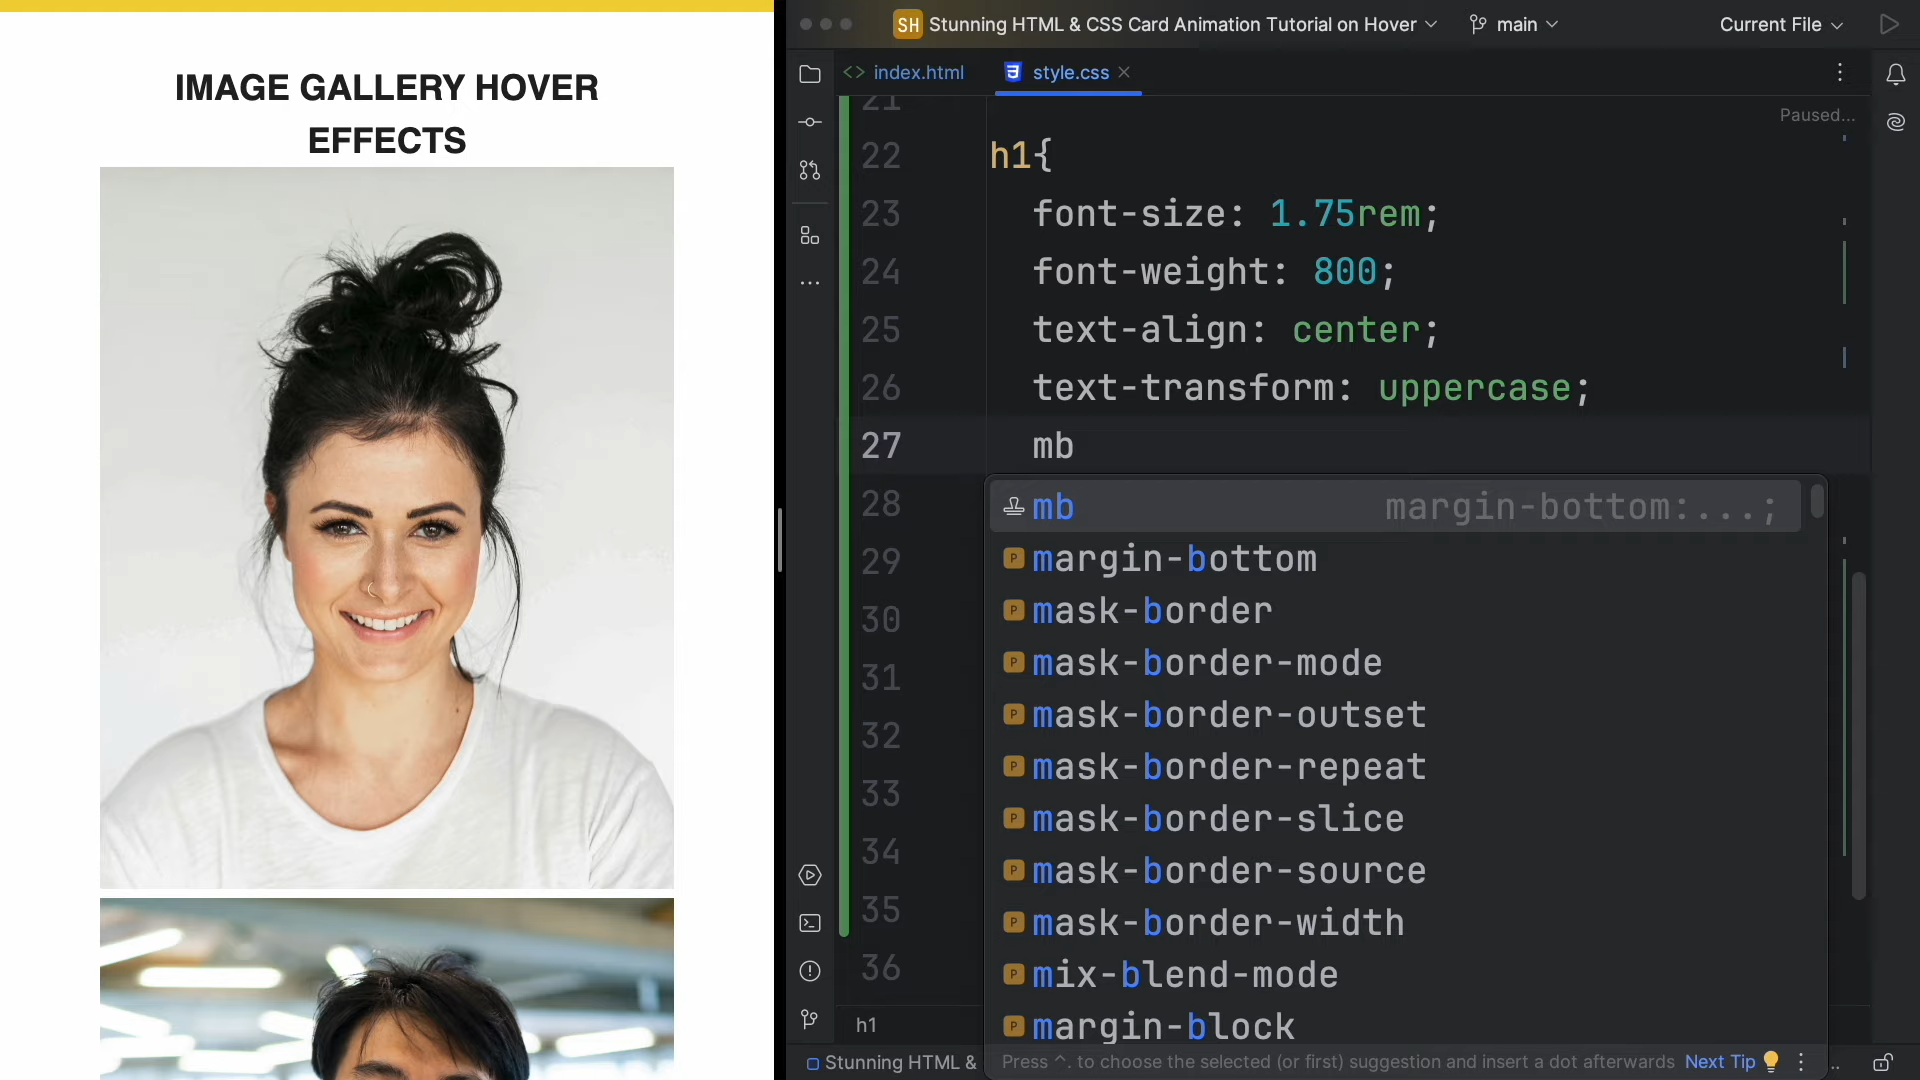 IMAGE GALLERY HOVER
EFFECTS
SH Stunning HTML & CSS Card Animation Tutorial on Hover
main
Current File
<> index.html
style.css
Paused...
21
22 h1{
23 font-size: 1.75rem;
24 font-weight: 800;
25 text-align: center;
26 text-transform: uppercase;
27 mb
28
29
30
31
32
33
34
35
36
mb margin-bottom:...;
P margin-bottom
P mask-border
P mask-border-mode
P mask-border-outset
P mask-border-repeat
P mask-border-slice
P mask-border-source
P mask-border-width
P mix-blend-mode
P margin-block
h1
Stunning HTML &
Press ^. to choose the selected (or first) suggestion and insert a dot afterwards Next Tip